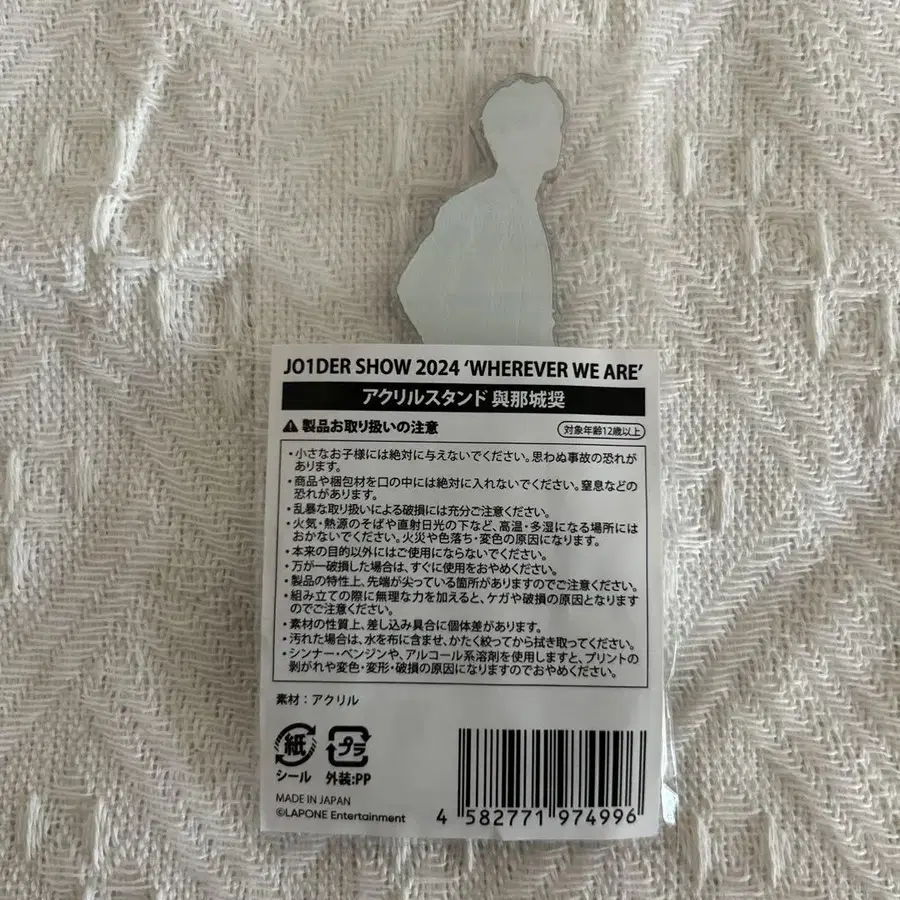 JO1DER SHOW 2024 ‘WHEREVER WE ARE’
アクリルスタンド 與那城奨
⚠ 製品お取り扱いの注意 対象年齢12歳以上
・小さなお子様には絶対に与えないでください。思わぬ事故の恐れが
あります。
・商品や梱包材を口の中には絶対に入れないでください。窒息などの
恐れがあります。
・乱暴な取り扱いによる破損には充分ご注意ください。
・火気・熱源のそばや直射日光の下など、高温・多湿になる場所には
おかないでください。火災や色落ち・変色の原因になります。
・本来の目的以外にはご使用にならないでください。
・万が一破損した場合は、すぐに使用をおやめください。
・製品の特性上、先端が尖っている箇所がありますのでご注意ください。
・組み立ての際に無理な力を加えると、ケガや破損の原因となります
のでご注意ください。
・素材の性質上、差し込み具合に個体差があります。
・汚れた場合は、水を布に含ませ、かたく絞ってから拭き取ってください。
・シンナー・ベンジンや、アルコール系溶剤を使用しますと、プリントの
剥がれや変色・変形・破損の原因になりますのでおやめください。
素材：アクリル
紙 プラ
シール 外装:PP
MADE IN JAPAN
©LAPONE Entertainment
4 582771 974996